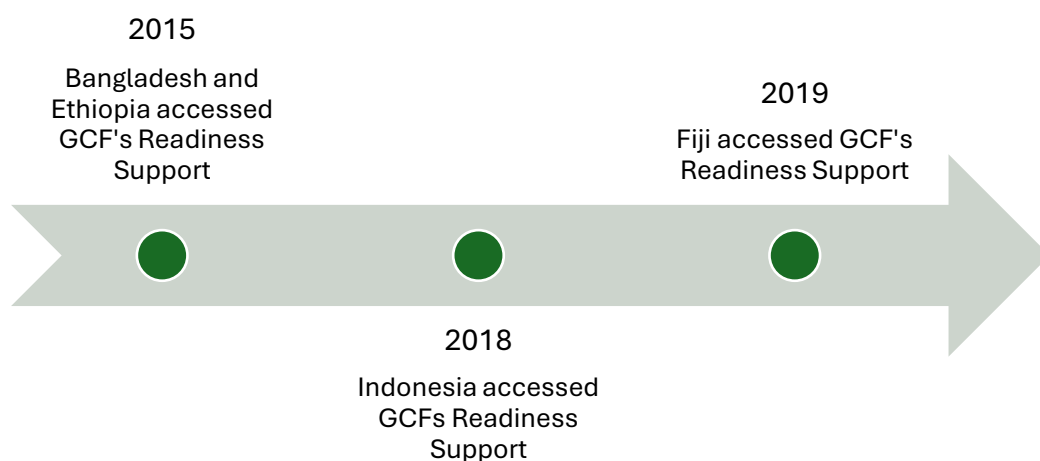 2015
Bangladesh and
Ethiopia accessed
GCF's Readiness
Support
2018
Indonesia accessed
GCFs Readiness
Support
2019
Fiji accessed GCF's
Readiness Support